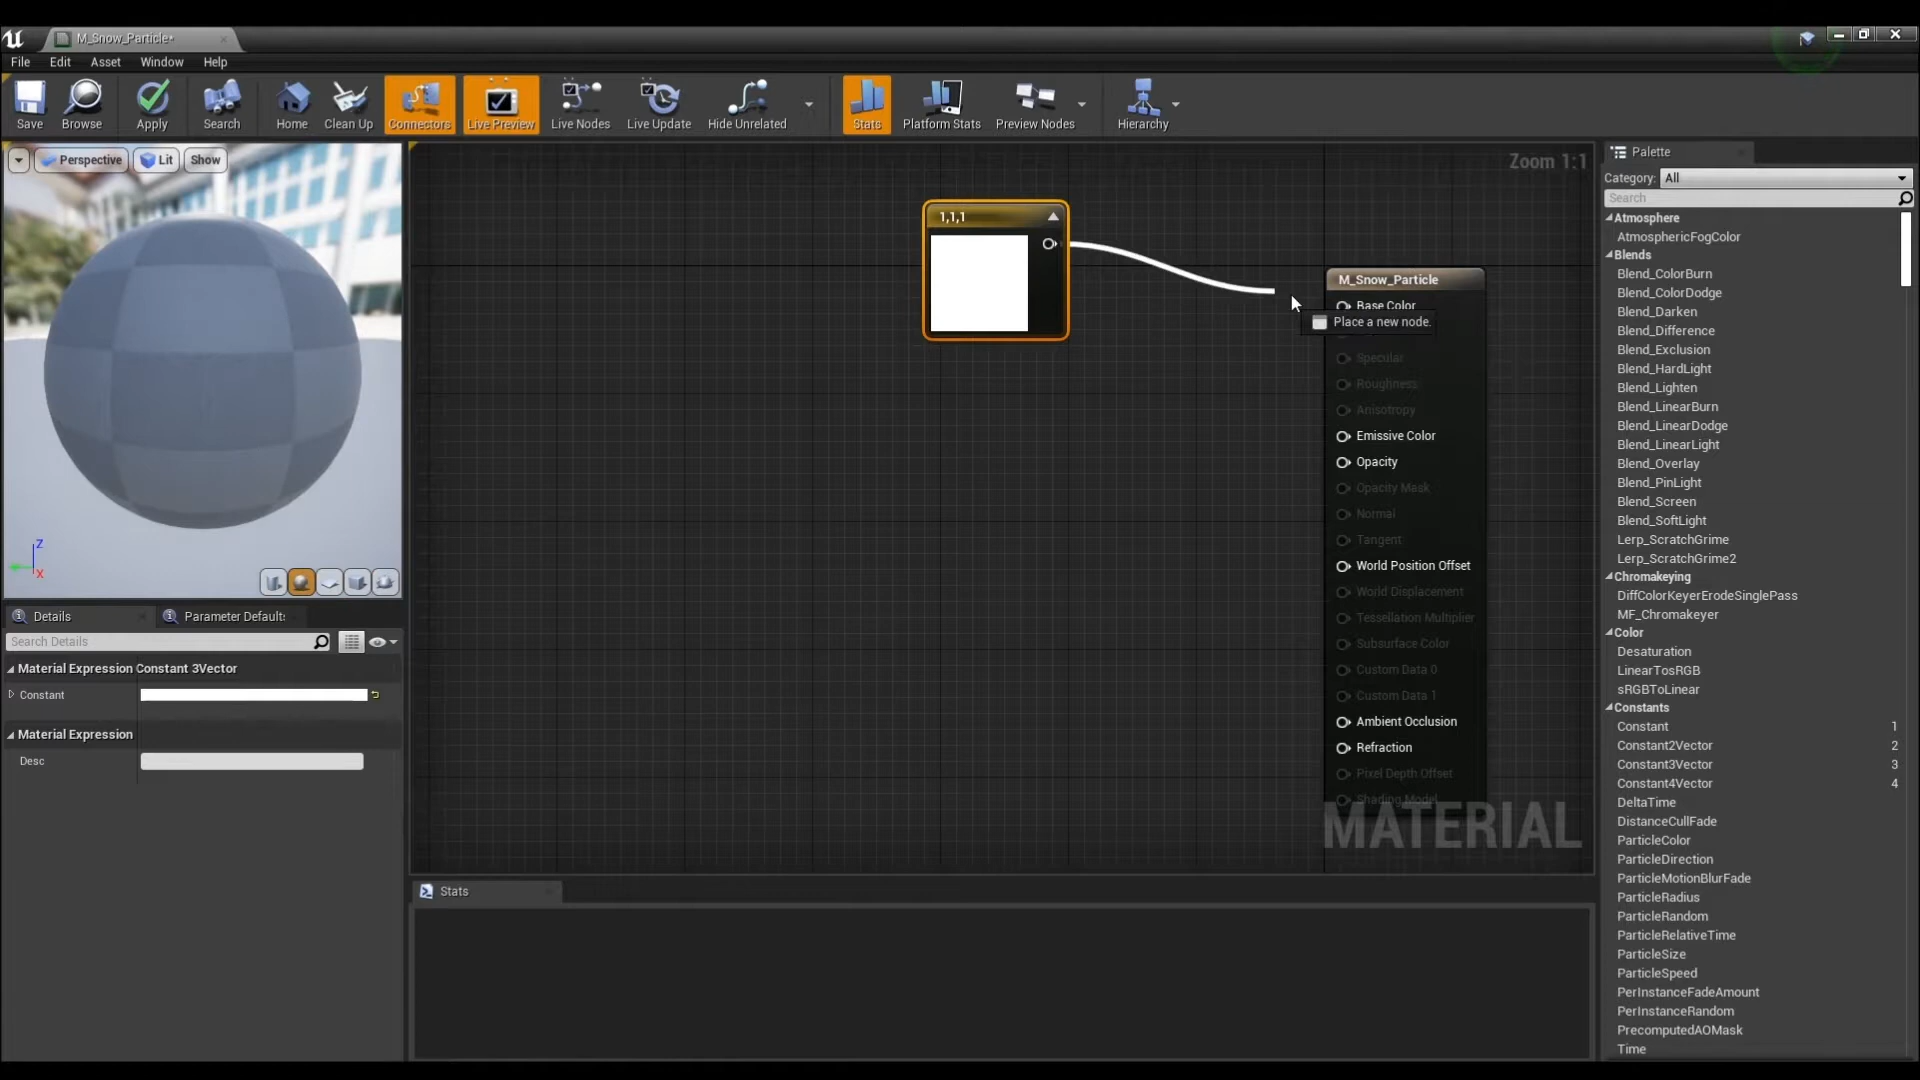 M_Snow_Particle*
File Edit Asset Window Help
Save Browse Apply Search Home Clean Up Connectors Live Preview Live Nodes Live Update Hide Unrelated Stats Platform Stats Preview Nodes Hierarchy
Perspective Lit Show
Z
X
Details Parameter Defaults
Search Details
Material Expression Constant 3Vector
Constant
Material Expression
Desc
Zoom 1:1
1,1,1
M_Snow_Particle
Base Color
Place a new node.
Specular
Roughness
Anisotropy
Emissive Color
Opacity
Opacity Mask
Normal
Tangent
World Position Offset
World Displacement
Tessellation Multiplier
Subsurface Color
Custom Data 0
Custom Data 1
Ambient Occlusion
Refraction
Pixel Depth Offset
Shading Model
MATERIAL
Stats
Palette
Category: All
Search
Atmosphere
AtmosphericFogColor
Blends
Blend_ColorBurn
Blend_ColorDodge
Blend_Darken
Blend_Difference
Blend_Exclusion
Blend_HardLight
Blend_Lighten
Blend_LinearBurn
Blend_LinearDodge
Blend_LinearLight
Blend_Overlay
Blend_PinLight
Blend_Screen
Blend_SoftLight
Lerp_ScratchGrime
Lerp_ScratchGrime2
Chromakeying
DiffColorKeyerErodeSinglePass
MF_Chromakeyer
Color
Desaturation
LinearTosRGB
sRGBToLinear
Constants
Constant 1
Constant2Vector 2
Constant3Vector 3
Constant4Vector 4
DeltaTime
DistanceCullFade
ParticleColor
ParticleDirection
ParticleMotionBlurFade
ParticleRadius
ParticleRandom
ParticleRelativeTime
ParticleSize
ParticleSpeed
PerInstanceFadeAmount
PerInstanceRandom
PrecomputedAOMask
Time